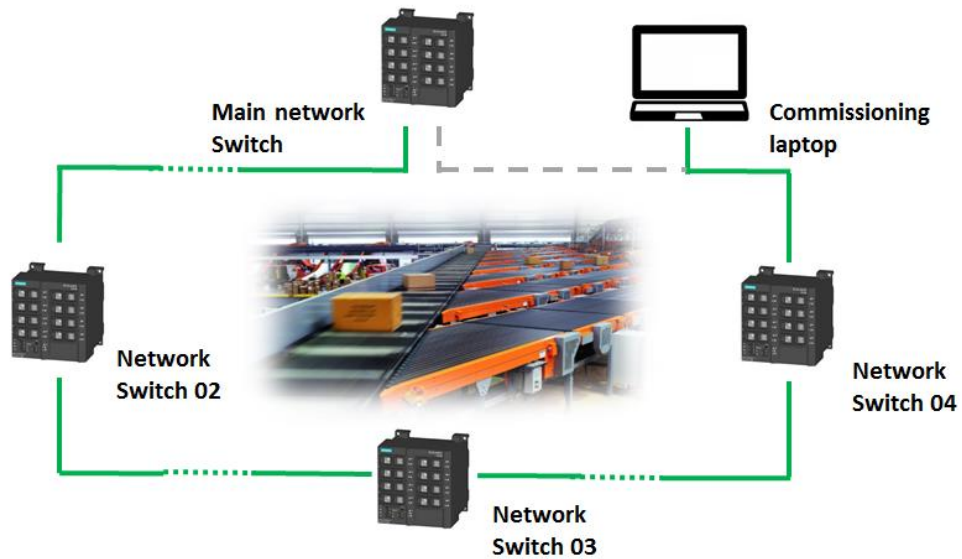 Main network
Switch
Commissioning
laptop
Network
Switch 02
Network
Switch 04
Network
Switch 03